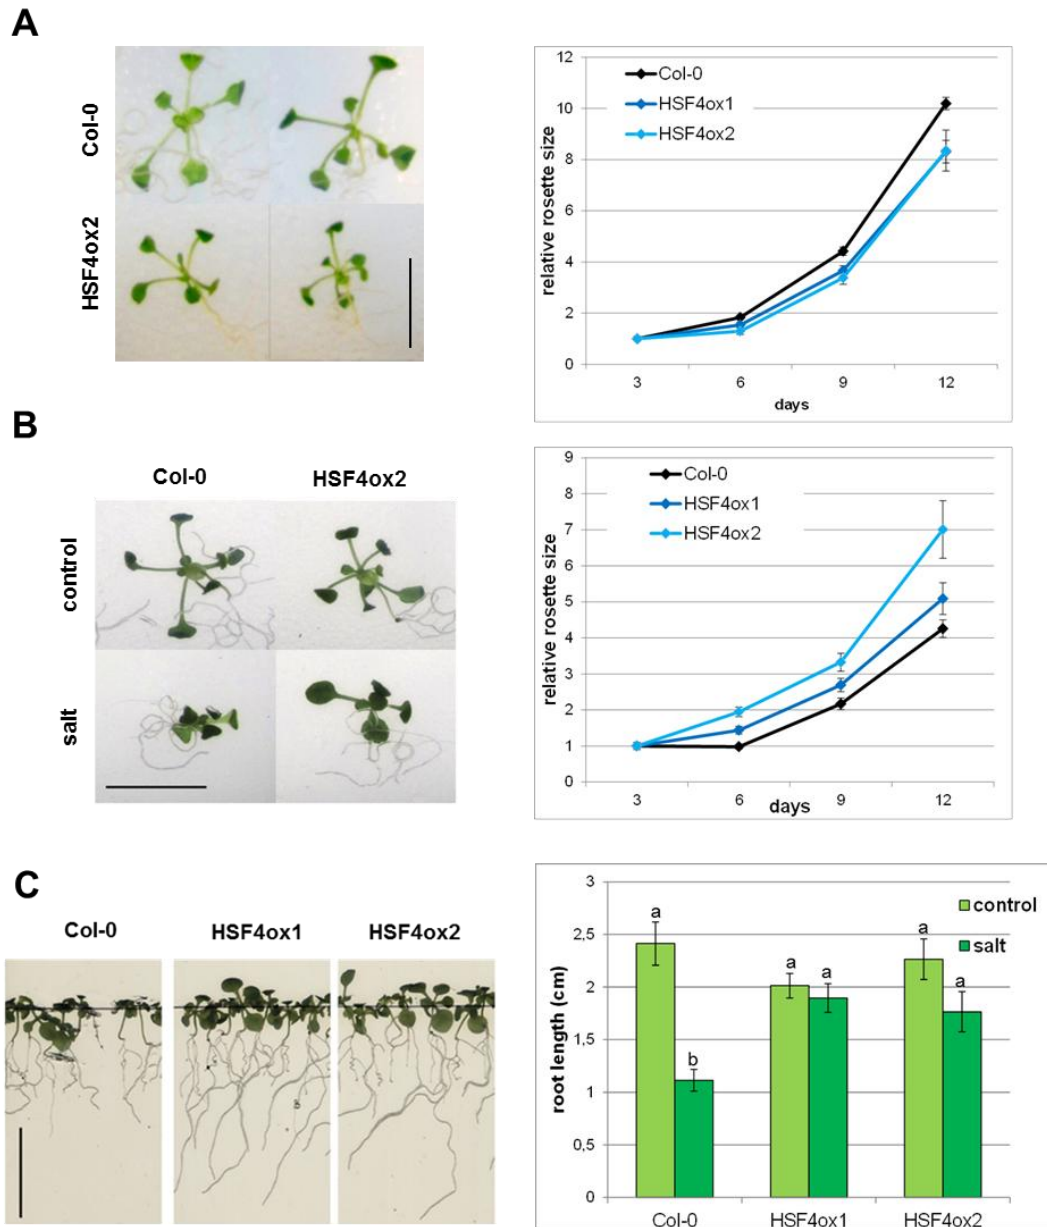 A
Col-0
HSF4ox2
12
10
8
6
4
2
0
relative rosette size
Col-0
HSF4ox1
HSF4ox2
3 6 9 12
days
B
Col-0 HSF4ox2
control
salt
9
8
7
6
5
4
3
2
1
0
relative rosette size
Col-0
HSF4ox1
HSF4ox2
3 6 9 12
days
C
Col-0 HSF4ox1 HSF4ox2
3
2,5
2
1,5
1
0,5
0
root length (cm)
control
salt
a b a a a a
Col-0 HSF4ox1 HSF4ox2